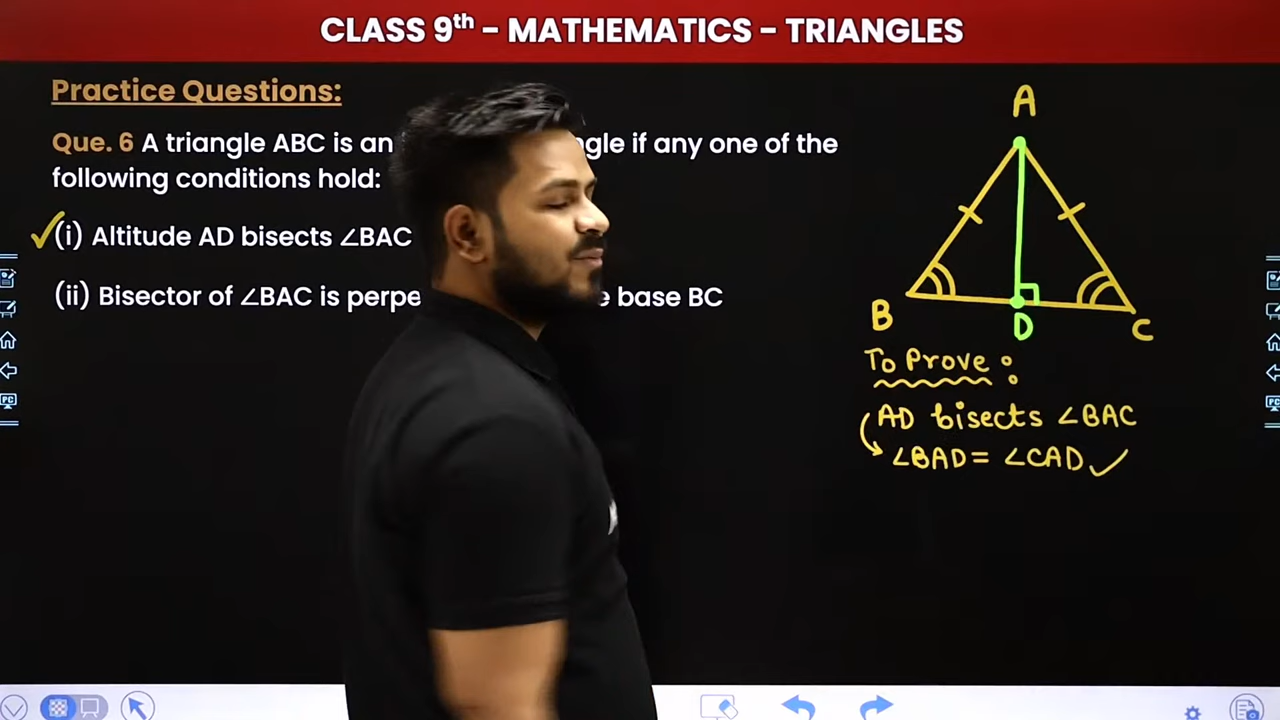 CLASS 9th - MATHEMATICS - TRIANGLES
Practice Questions:
Que. 6 A triangle ABC is an ngle if any one of the
following conditions hold:
(i) Altitude AD bisects ∠BAC
(ii) Bisector of ∠BAC is perpe e base BC
A
B
D
C
To Prove :
AD bisects ∠BAC
∠BAD = ∠CAD
PC
PC